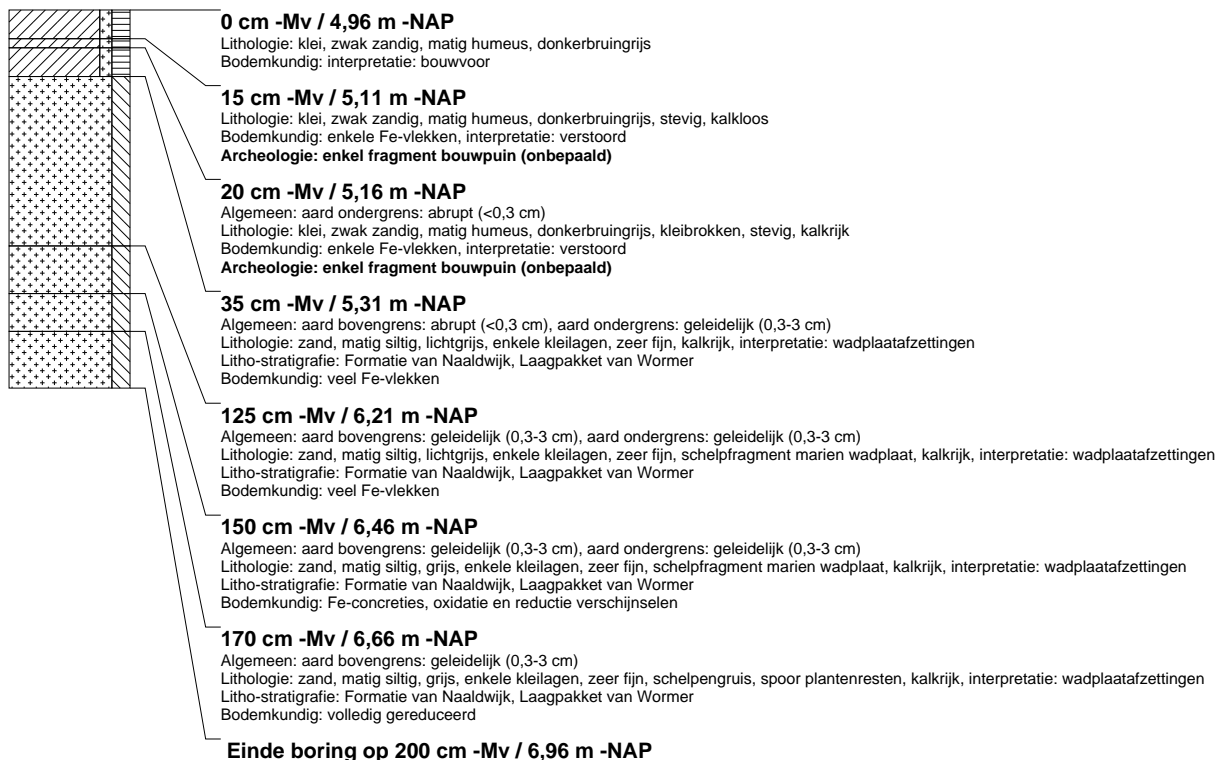 0 cm -Mv / 4,96 m -NAP
Lithologie: klei, zwak zandig, matig humeus, donkerbruingrijs
Bodemkundig: interpretatie: bouwvoor
15 cm -Mv / 5,11 m -NAP
Lithologie: klei, zwak zandig, matig humeus, donkerbruingrijs, stevig, kalkloos
Bodemkundig: enkele Fe-vlekken, interpretatie: verstoord
Archeologie: enkel fragment bouwpuin (onbepaald)
20 cm -Mv / 5,16 m -NAP
Algemeen: aard ondergrens: abrupt (<0,3 cm)
Lithologie: klei, zwak zandig, matig humeus, donkerbruingrijs, kleibrokken, stevig, kalkrijk
Bodemkundig: enkele Fe-vlekken, interpretatie: verstoord
Archeologie: enkel fragment bouwpuin (onbepaald)
35 cm -Mv / 5,31 m -NAP
Algemeen: aard bovengrens: abrupt (<0,3 cm), aard ondergrens: geleidelijk (0,3-3 cm)
Lithologie: zand, matig siltig, lichtgrijs, enkele kleilagen, zeer fijn, kalkrijk, interpretatie: wadplaatafzettingen
Litho-stratigrafie: Formatie van Naaldwijk, Laagpakket van Wormer
Bodemkundig: veel Fe-vlekken
125 cm -Mv / 6,21 m -NAP
Algemeen: aard bovengrens: geleidelijk (0,3-3 cm), aard ondergrens: geleidelijk (0,3-3 cm)
Lithologie: zand, matig siltig, lichtgrijs, enkele kleilagen, zeer fijn, schelpfragment marien wadplaat, kalkrijk, interpretatie: wadplaatafzettingen
Litho-stratigrafie: Formatie van Naaldwijk, Laagpakket van Wormer
Bodemkundig: veel Fe-vlekken
150 cm -Mv / 6,46 m -NAP
Algemeen: aard bovengrens: geleidelijk (0,3-3 cm), aard ondergrens: geleidelijk (0,3-3 cm)
Lithologie: zand, matig siltig, grijs, enkele kleilagen, zeer fijn, schelpfragment marien wadplaat, kalkrijk, interpretatie: wadplaatafzettingen
Litho-stratigrafie: Formatie van Naaldwijk, Laagpakket van Wormer
Bodemkundig: Fe-concreties, oxidatie en reductie verschijnselen
170 cm -Mv / 6,66 m -NAP
Algemeen: aard bovengrens: geleidelijk (0,3-3 cm)
Lithologie: zand, matig siltig, grijs, enkele kleilagen, zeer fijn, schelpengruis, spoor plantenresten, kalkrijk, interpretatie: wadplaatafzettingen
Litho-stratigrafie: Formatie van Naaldwijk, Laagpakket van Wormer
Bodemkundig: volledig gereduceerd
Einde boring op 200 cm -Mv / 6,96 m -NAP